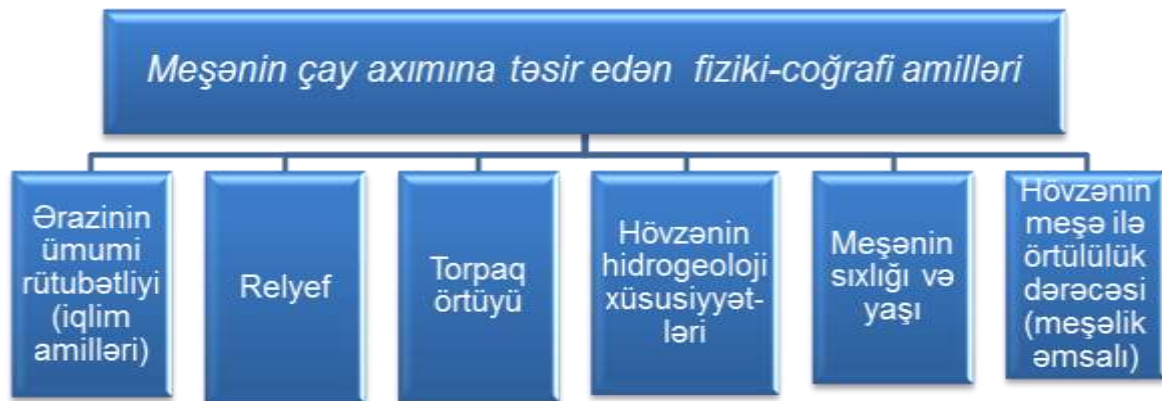 Meşənin çay axımına təsir edən fiziki-coğrafi amilləri
Ərazinin
ümumi
rütubətliyi
(iqlim
amilləri)
Relyef
Torpaq
örtüyü
Hövzənin
hidrogeoloji
xüsusiyyət-
ləri
Meşənin
sıxlığı və
yaşı
Hövzənin
meşə ilə
örtülülük
dərəcəsi
(meşəlik
əmsalı)